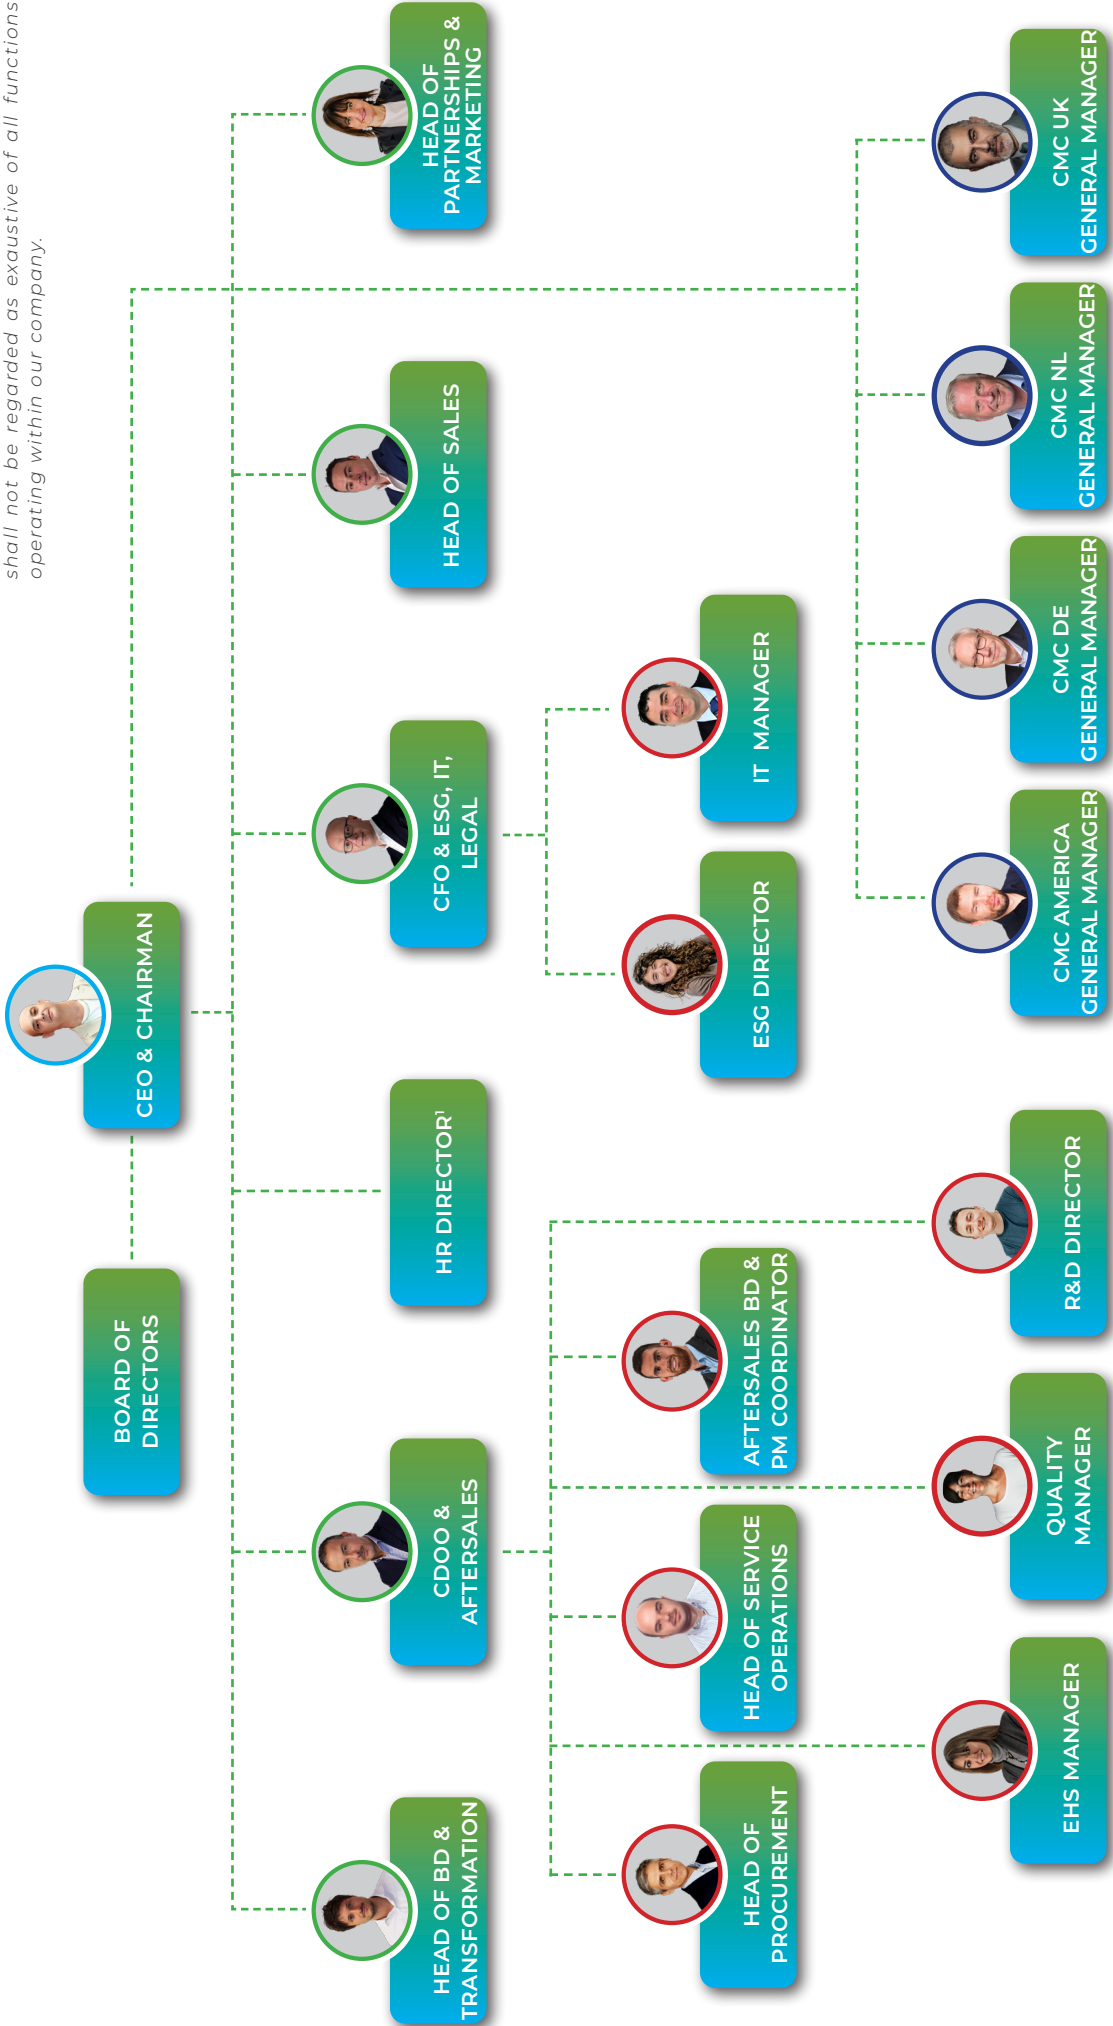 shall not be regarded as exaustive of all functions
operating within our company.
BOARD OF
DIRECTORS
CEO & CHAIRMAN
HEAD OF BD &
TRANSFORMATION
CDOO &
AFTERSALES
HR DIRECTOR¹
CFO & ESG, IT,
LEGAL
HEAD OF SALES
HEAD OF
PARTNERSHIPS &
MARKETING
HEAD OF
PROCUREMENT
HEAD OF SERVICE
OPERATIONS
AFTERSALES BD &
PM COORDINATOR
ESG DIRECTOR
IT MANAGER
EHS MANAGER
QUALITY
MANAGER
R&D DIRECTOR
CMC AMERICA
GENERAL MANAGER
CMC DE
GENERAL MANAGER
CMC NL
GENERAL MANAGER
CMC UK
GENERAL MANAGER